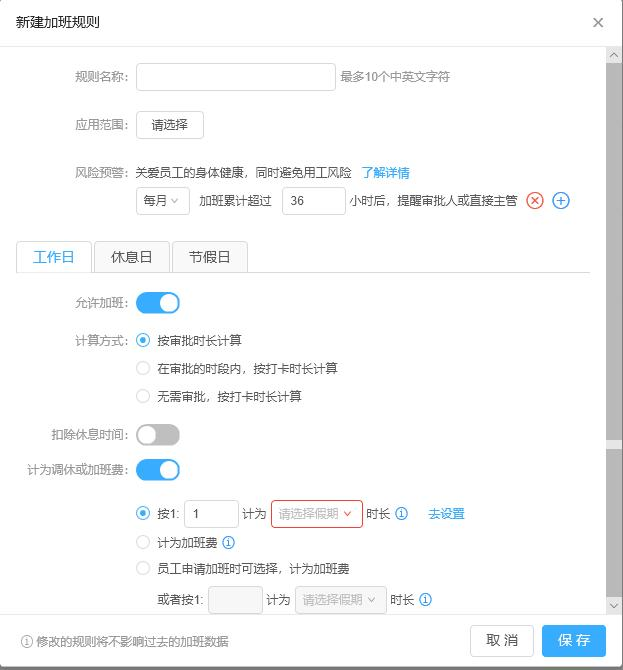 新建加班规则
规则名称: 最多10个中英文字符
应用范围: 请选择
风险预警: 关爱员工的身体健康，同时避免用工风险 了解详情
每月 加班累计超过 36 小时后，提醒审批人或直接主管
工作日 休息日 节假日
允许加班:
计算方式: 按审批时长计算
在审批的时段内，按打卡时长计算
无需审批，按打卡时长计算
扣除休息时间:
计为调休或加班费:
按1: 1 计为 请选择假期 时长 去设置
计为加班费
员工申请加班时可选择，计为加班费
或者按1: 计为 请选择假期 时长
修改的规则将不影响过去的加班数据
取 消 保 存